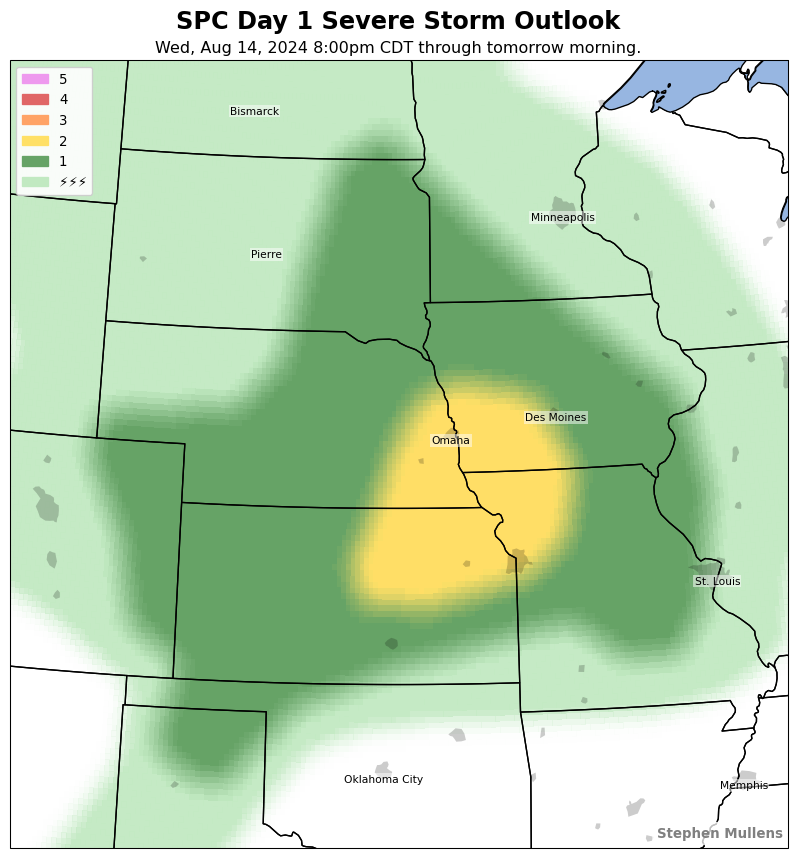 SPC Day 1 Severe Storm Outlook
Wed, Aug 14, 2024 8:00pm CDT through tomorrow morning.
5
4
3
2
1
⚡⚡⚡
Bismarck
Minneapolis
Pierre
Des Moines
Omaha
St. Louis
Oklahoma City
Memphis
Stephen Mullens